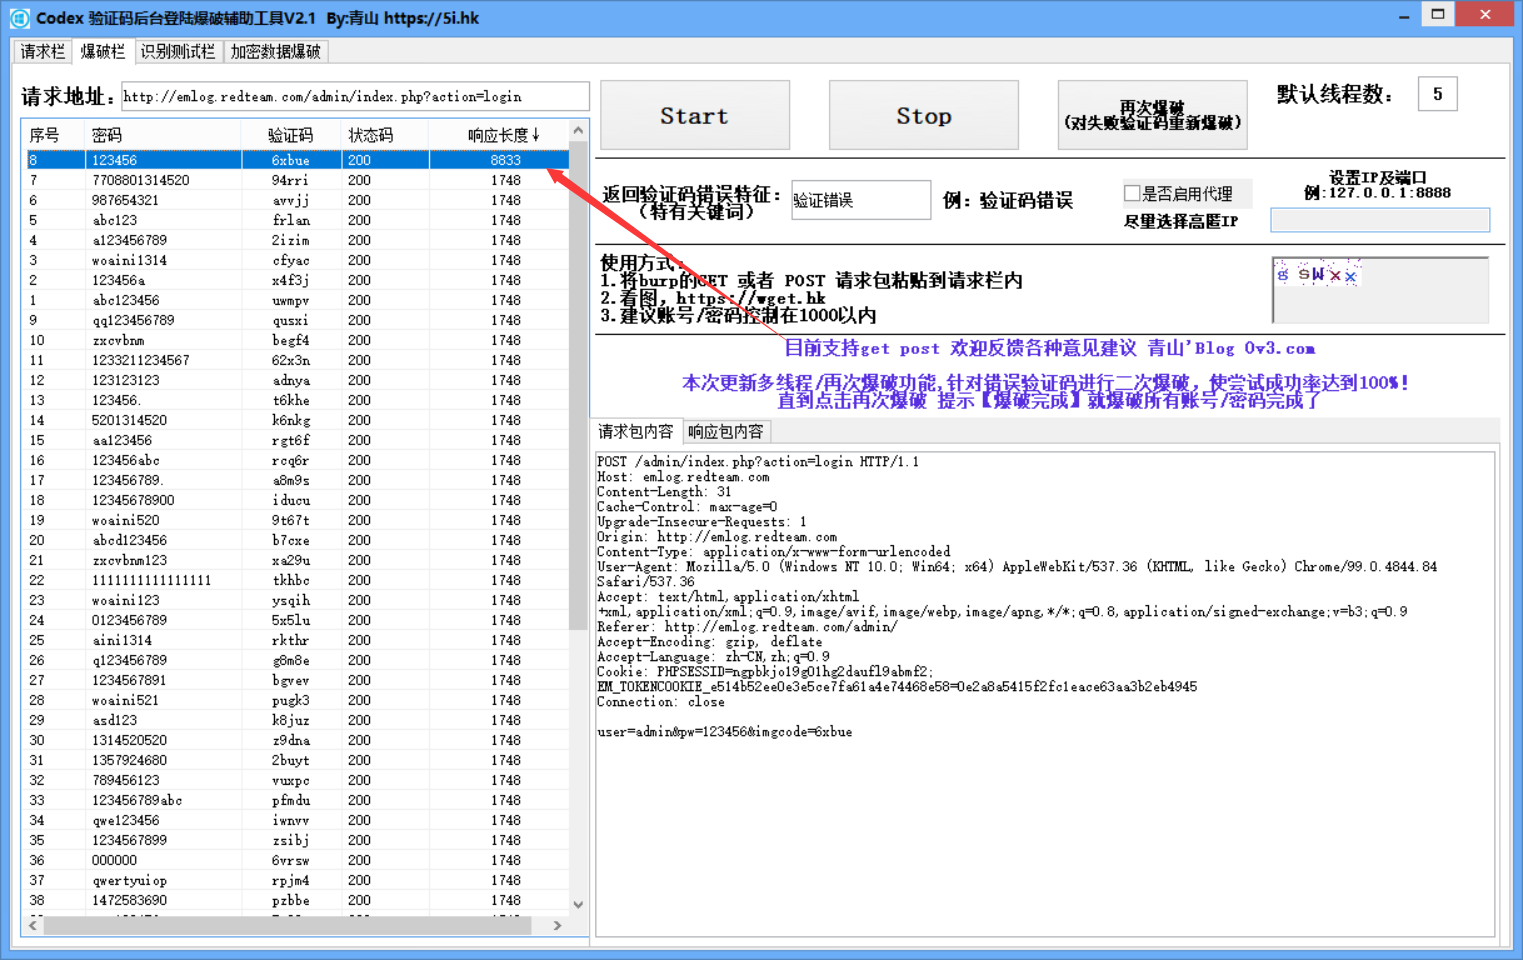 Codex 验证码后台登陆爆破辅助工具V2.1 By:青山 https://5i.hk
请求栏 爆破栏 识别测试栏 加密数据爆破
请求地址: http://emlog.redteam.com/admin/index.php?action=login
序号 密码 验证码 状态码 响应长度↓
8 123456 6xbue 200 8833
7 7708801314520 94rri 200 1748
6 987654321 avvjj 200 1748
5 abc123 frlan 200 1748
4 a123456789 2izim 200 1748
3 woaini1314 cfyac 200 1748
2 123456a x4f3j 200 1748
1 abc123456 uwmpv 200 1748
9 qq123456789 qusxi 200 1748
10 zxcvbnm begf4 200 1748
11 1233211234567 62x3n 200 1748
12 123123123 adnya 200 1748
13 123456. t6khe 200 1748
14 5201314520 k6nkg 200 1748
15 aa123456 rgt6f 200 1748
16 123456abc rcq6r 200 1748
17 123456789. a8m9s 200 1748
18 12345678900 iducu 200 1748
19 woaini520 9t67t 200 1748
20 abcd123456 b7cxe 200 1748
21 zxcvbnm123 xa29u 200 1748
22 1111111111111111 tkhbc 200 1748
23 woaini123 ysqih 200 1748
24 0123456789 5x5lu 200 1748
25 aini1314 rkthr 200 1748
26 q123456789 g8m8e 200 1748
27 1234567891 bgvev 200 1748
28 woaini521 pugk3 200 1748
29 asd123 k8juz 200 1748
30 1314520520 z9dna 200 1748
31 1357924680 2buyt 200 1748
32 789456123 vuxpc 200 1748
33 123456789abc pfmdu 200 1748
34 qwe123456 iwnvv 200 1748
35 1234567899 zsibj 200 1748
36 000000 6vrsw 200 1748
37 qwertyuiop rpjm4 200 1748
38 1472583690 pzbbe 200 1748
Start
Stop
再次爆破
(对失败验证码重新爆破)
默认线程数: 5
返回验证码错误特征:
(特有关键词)
验证错误
例: 验证码错误
是否启用代理
尽量选择高匿IP
设置IP及端口
例:127.0.0.1:8888
使用方式:
1.将burp的GET 或者 POST 请求包粘贴到请求栏内
2.看图, https://wget.hk
3.建议账号/密码控制在1000以内
g swxx
目前支持get post 欢迎反馈各种意见建议 青山'Blog 0v3.com
本次更新多线程/再次爆破功能,针对错误验证码进行二次爆破, 使尝试成功率达到100%!
直到点击再次爆破 提示【爆破完成】就爆破所有账号/密码完成了
请求包内容 响应包内容
POST /admin/index.php?action=login HTTP/1.1
Host: emlog.redteam.com
Content-Length: 31
Cache-Control: max-age=0
Upgrade-Insecure-Requests: 1
Origin: http://emlog.redteam.com
Content-Type: application/x-www-form-urlencoded
User-Agent: Mozilla/5.0 (Windows NT 10.0; Win64; x64) AppleWebKit/537.36 (KHTML, like Gecko) Chrome/99.0.4844.84
Safari/537.36
Accept: text/html,application/xhtml
+xml,application/xml;q=0.9,image/avif,image/webp,image/apng,*/*;q=0.8,application/signed-exchange;v=b3;q=0.9
Referer: http://emlog.redteam.com/admin/
Accept-Encoding: gzip, deflate
Accept-Language: zh-CN,zh;q=0.9
Cookie: PHPSESSID=ngpbkjo19g01hg2daufl9abmf2;
EM_TOKENCOOKIE_e514b52ee0e3e5ce7fa61a4e74468e58=0e2a8a5415f2fc1eace63aa3b2eb4945
Connection: close
user=admin&pw=123456&imgcode=6xbue